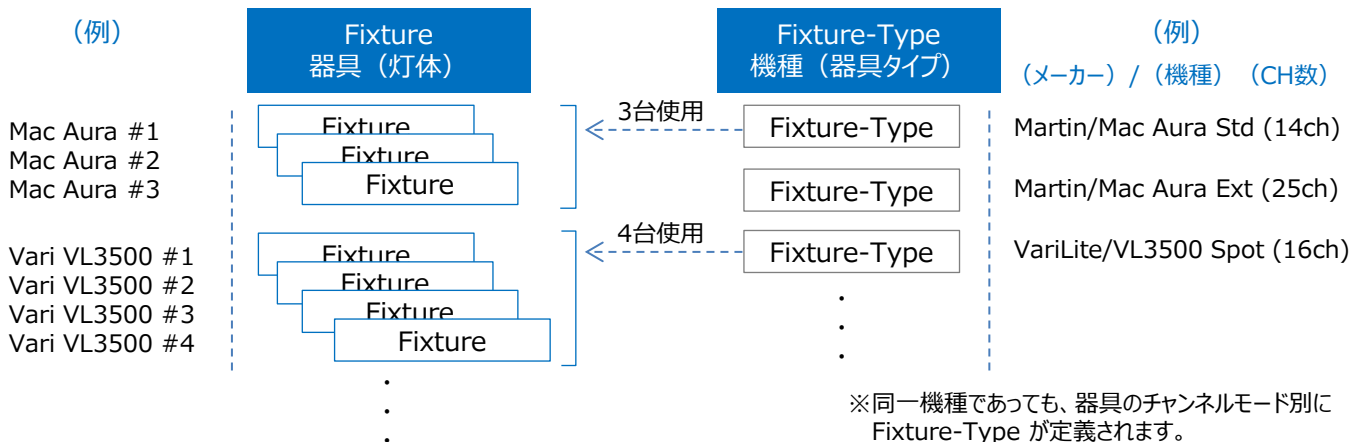 （例）
Fixture
器具（灯体）
Fixture-Type
機種（器具タイプ）
（例）
（メーカー）/（機種）（CH数）
Mac Aura #1
Mac Aura #2
Mac Aura #3
Fixture
Fixture
Fixture
3台使用
Fixture-Type
Martin/Mac Aura Std (14ch)
Fixture-Type
Martin/Mac Aura Ext (25ch)
Vari VL3500 #1
Vari VL3500 #2
Vari VL3500 #3
Vari VL3500 #4
Fixture
Fixture
Fixture
Fixture
4台使用
Fixture-Type
VariLite/VL3500 Spot (16ch)
・
・
・
・
・
・
※同一機種であっても、器具のチャンネルモード別に
Fixture-Type が定義されます。